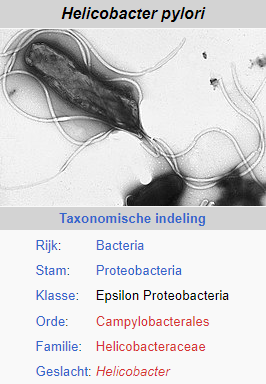 Helicobacter pylori
Taxonomische indeling
Rijk: Bacteria
Stam: Proteobacteria
Klasse: Epsilon Proteobacteria
Orde: Campylobacterales
Familie: Helicobacteraceae
Geslacht: Helicobacter